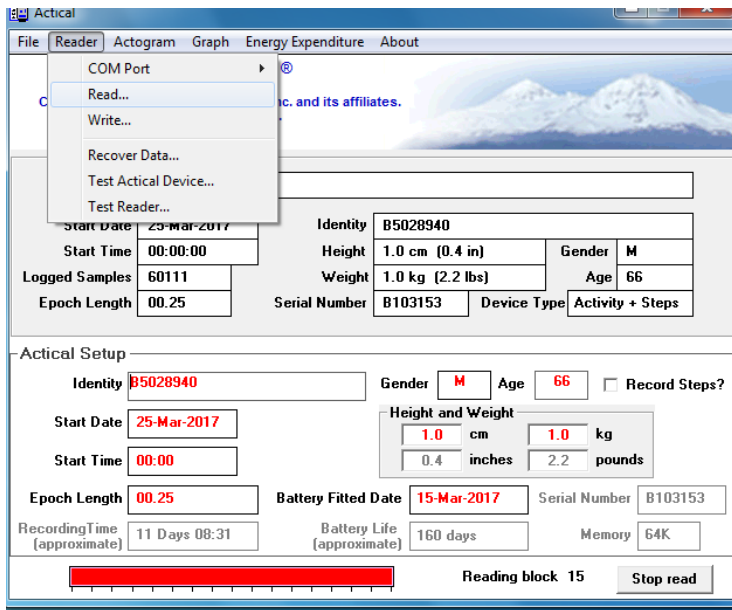 Actical
File Reader Actogram Graph Energy Expenditure About
COM Port
Read...
Write...
Recover Data...
Test Actical Device...
Test Reader...
®
C
nc. and its affiliates.
Start Date 25-Mar-2017 Identity B5028940
Start Time 00:00:00 Height 1.0 cm (0.4 in) Gender M
Logged Samples 60111 Weight 1.0 kg (2.2 lbs) Age 66
Epoch Length 00.25 Serial Number B103153 Device Type Activity + Steps
Actical Setup
Identity B5028940 Gender M Age 66 Record Steps?
Start Date 25-Mar-2017 Height and Weight
1.0 cm 1.0 kg
Start Time 00:00 0.4 inches 2.2 pounds
Epoch Length 00.25 Battery Fitted Date 15-Mar-2017 Serial Number B103153
RecordingTime (approximate) 11 Days 08:31 Battery Life (approximate) 160 days Memory 64K
Reading block 15 Stop read